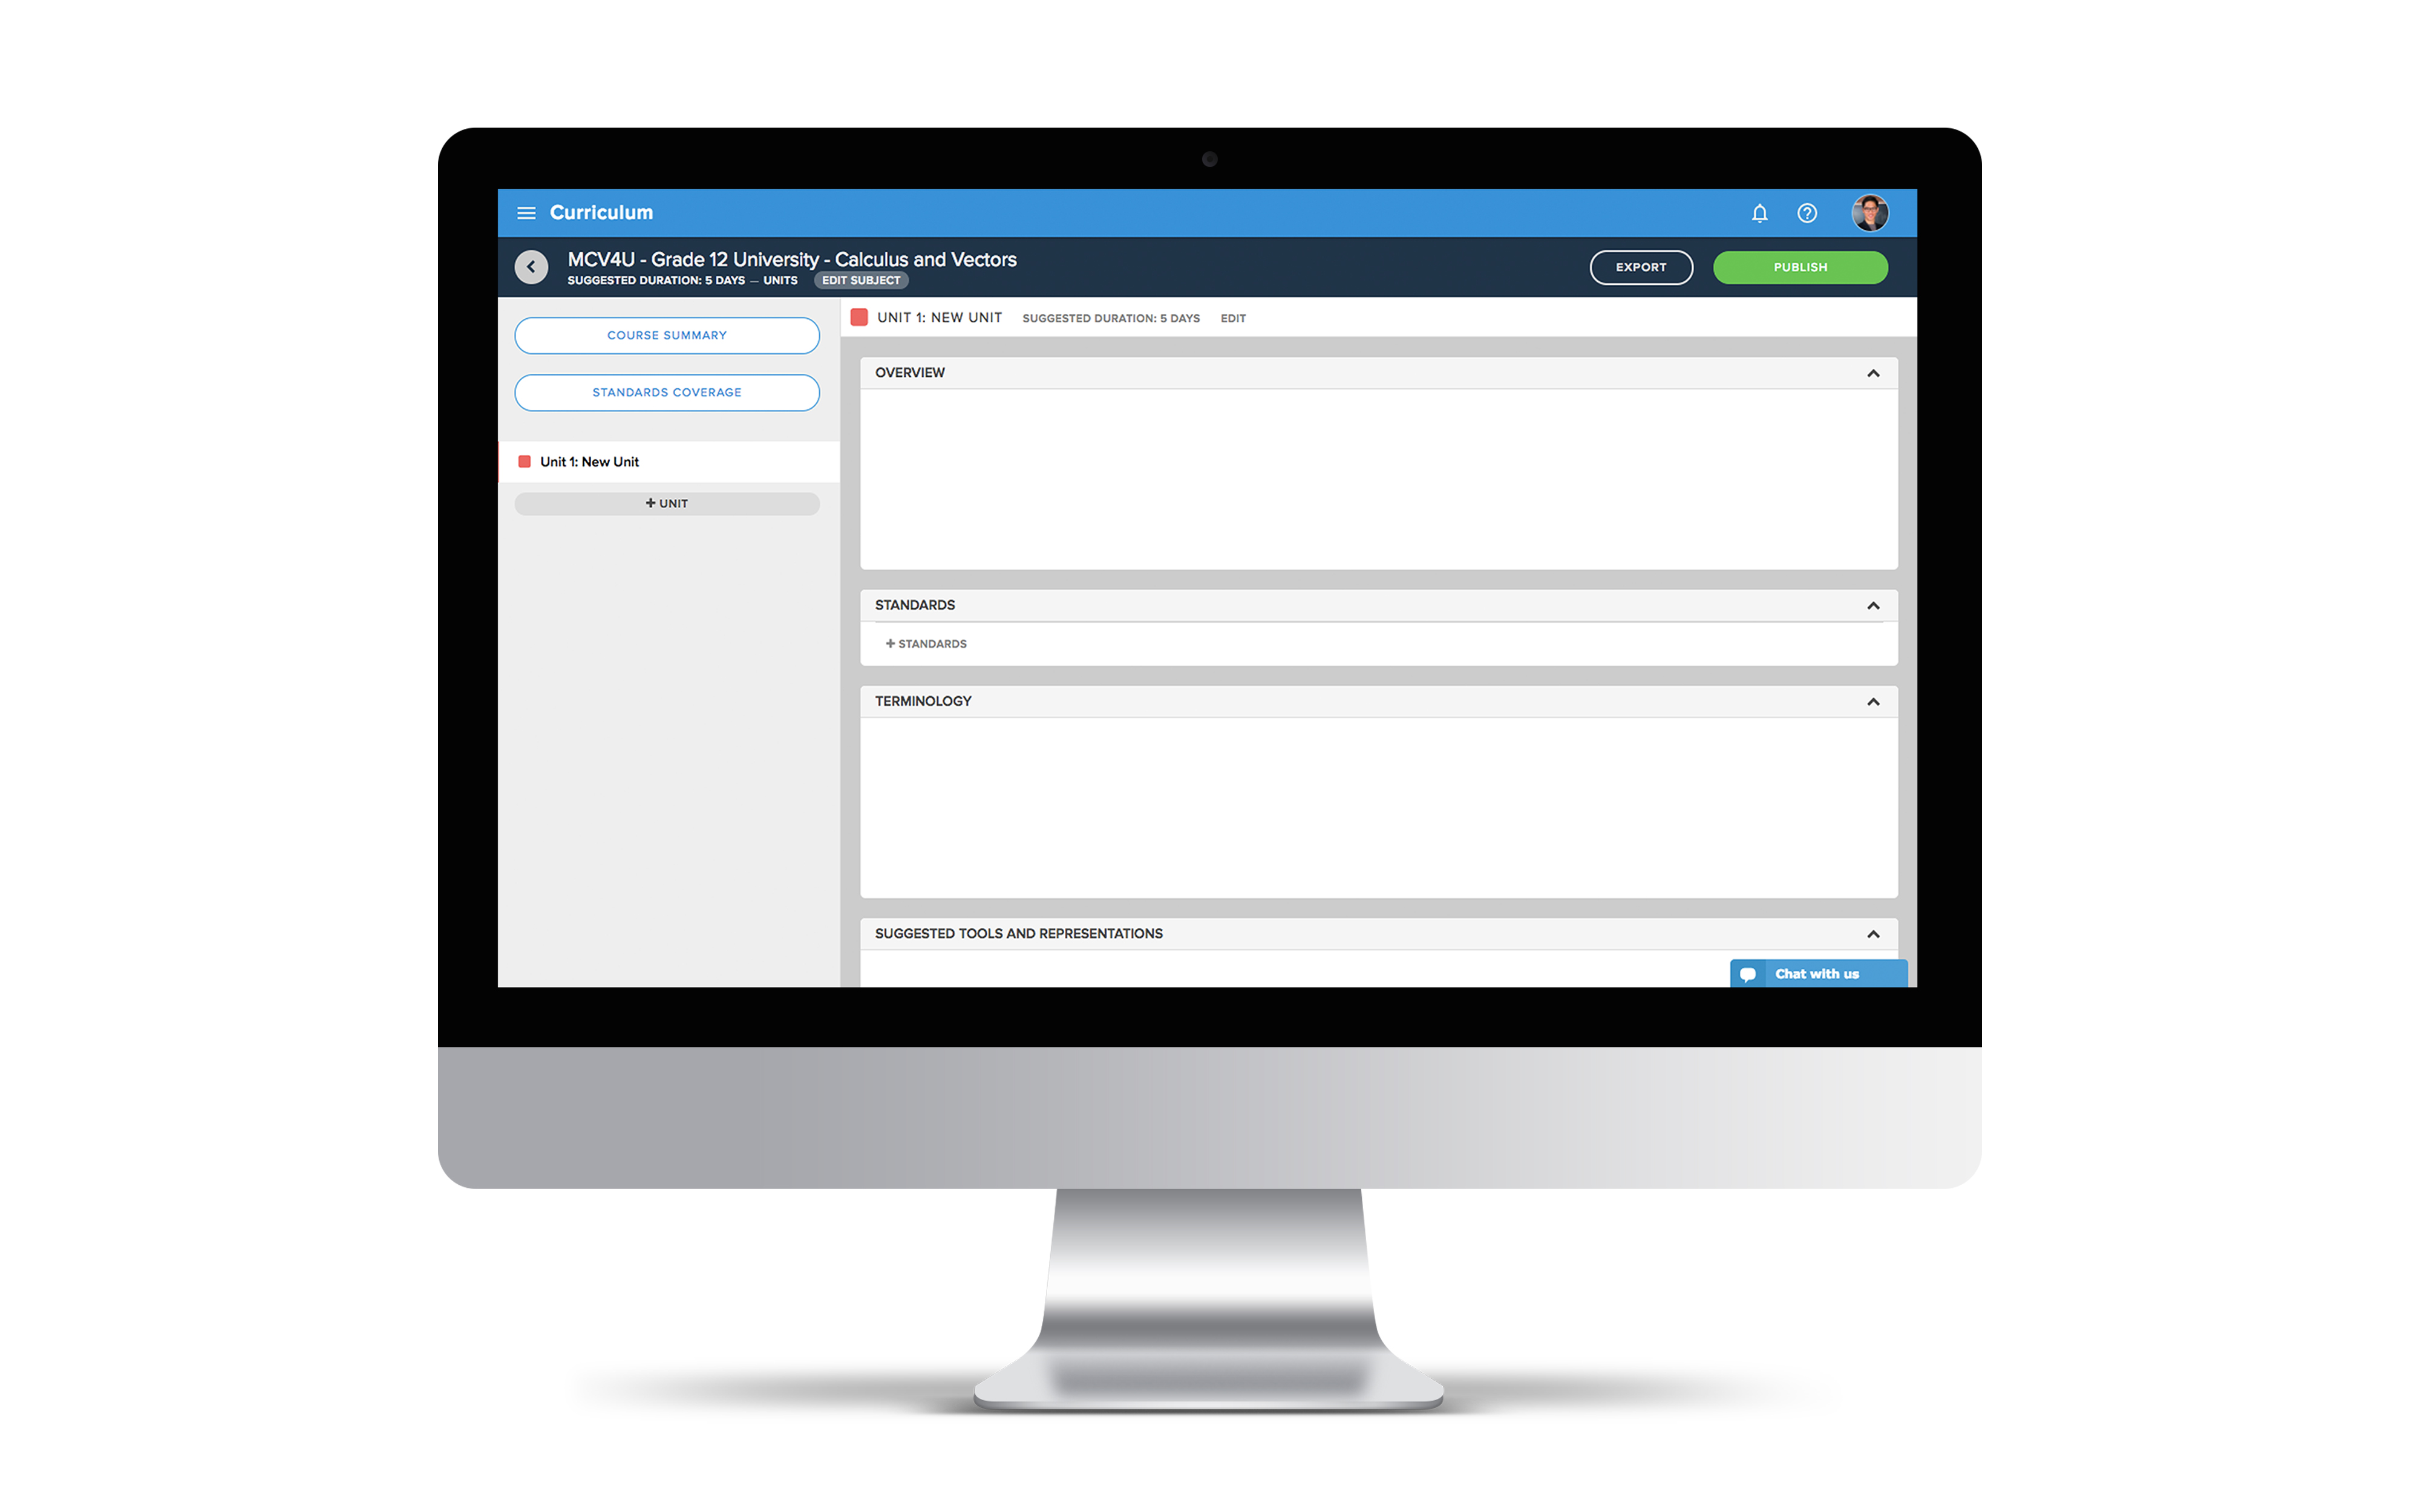 Curriculum
MCV4U - Grade 12 University - Calculus and Vectors
SUGGESTED DURATION: 5 DAYS — UNITS EDIT SUBJECT
EXPORT
PUBLISH
COURSE SUMMARY
STANDARDS COVERAGE
Unit 1: New Unit
+ UNIT
UNIT 1: NEW UNIT SUGGESTED DURATION: 5 DAYS EDIT
OVERVIEW
STANDARDS
+ STANDARDS
TERMINOLOGY
SUGGESTED TOOLS AND REPRESENTATIONS
Chat with us